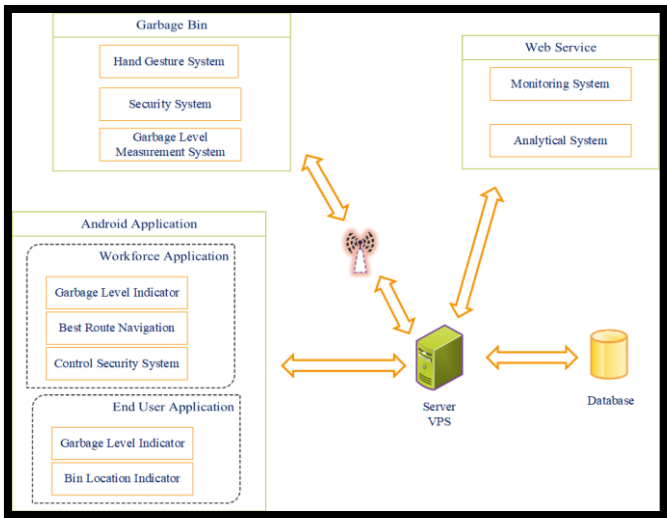 Garbage Bin
Hand Gesture System
Security System
Garbage Level
Measurement System
Web Service
Monitoring System
Analytical System
Android Application
Workforce Application
Garbage Level Indicator
Best Route Navigation
Control Security System
End User Application
Garbage Level Indicator
Bin Location Indicator
Server
VPS
Database